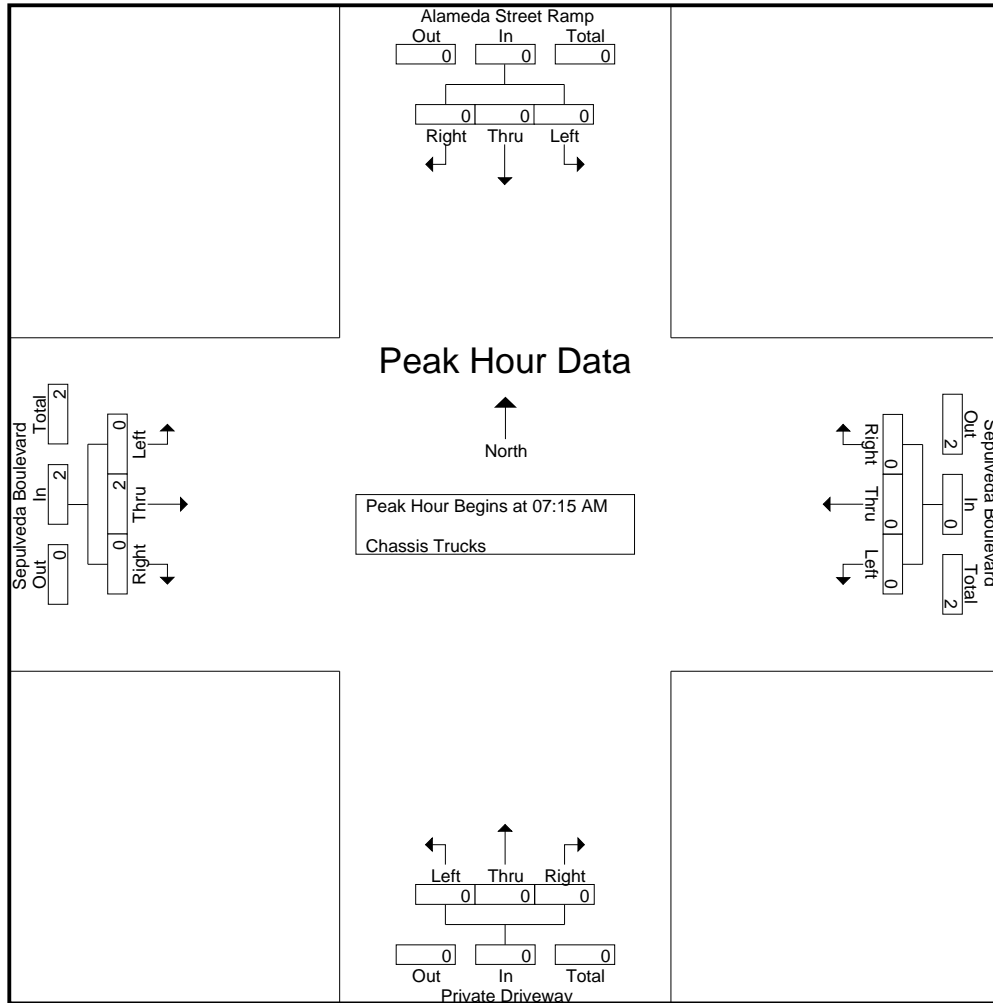 Alameda Street Ramp
Out In Total
0 0 0
0 0 0
Right Thru Left
Peak Hour Data
North
Peak Hour Begins at 07:15 AM
Chassis Trucks
Sepulveda Boulevard
Total In Out
2 2 0
0 2 0
Left Thru Right
Sepulveda Boulevard
Out In Total
2 0 2
0 0 0
Right Thru Left
Left Thru Right
0 0 0
0 0 0
Out In Total
Private Driveway